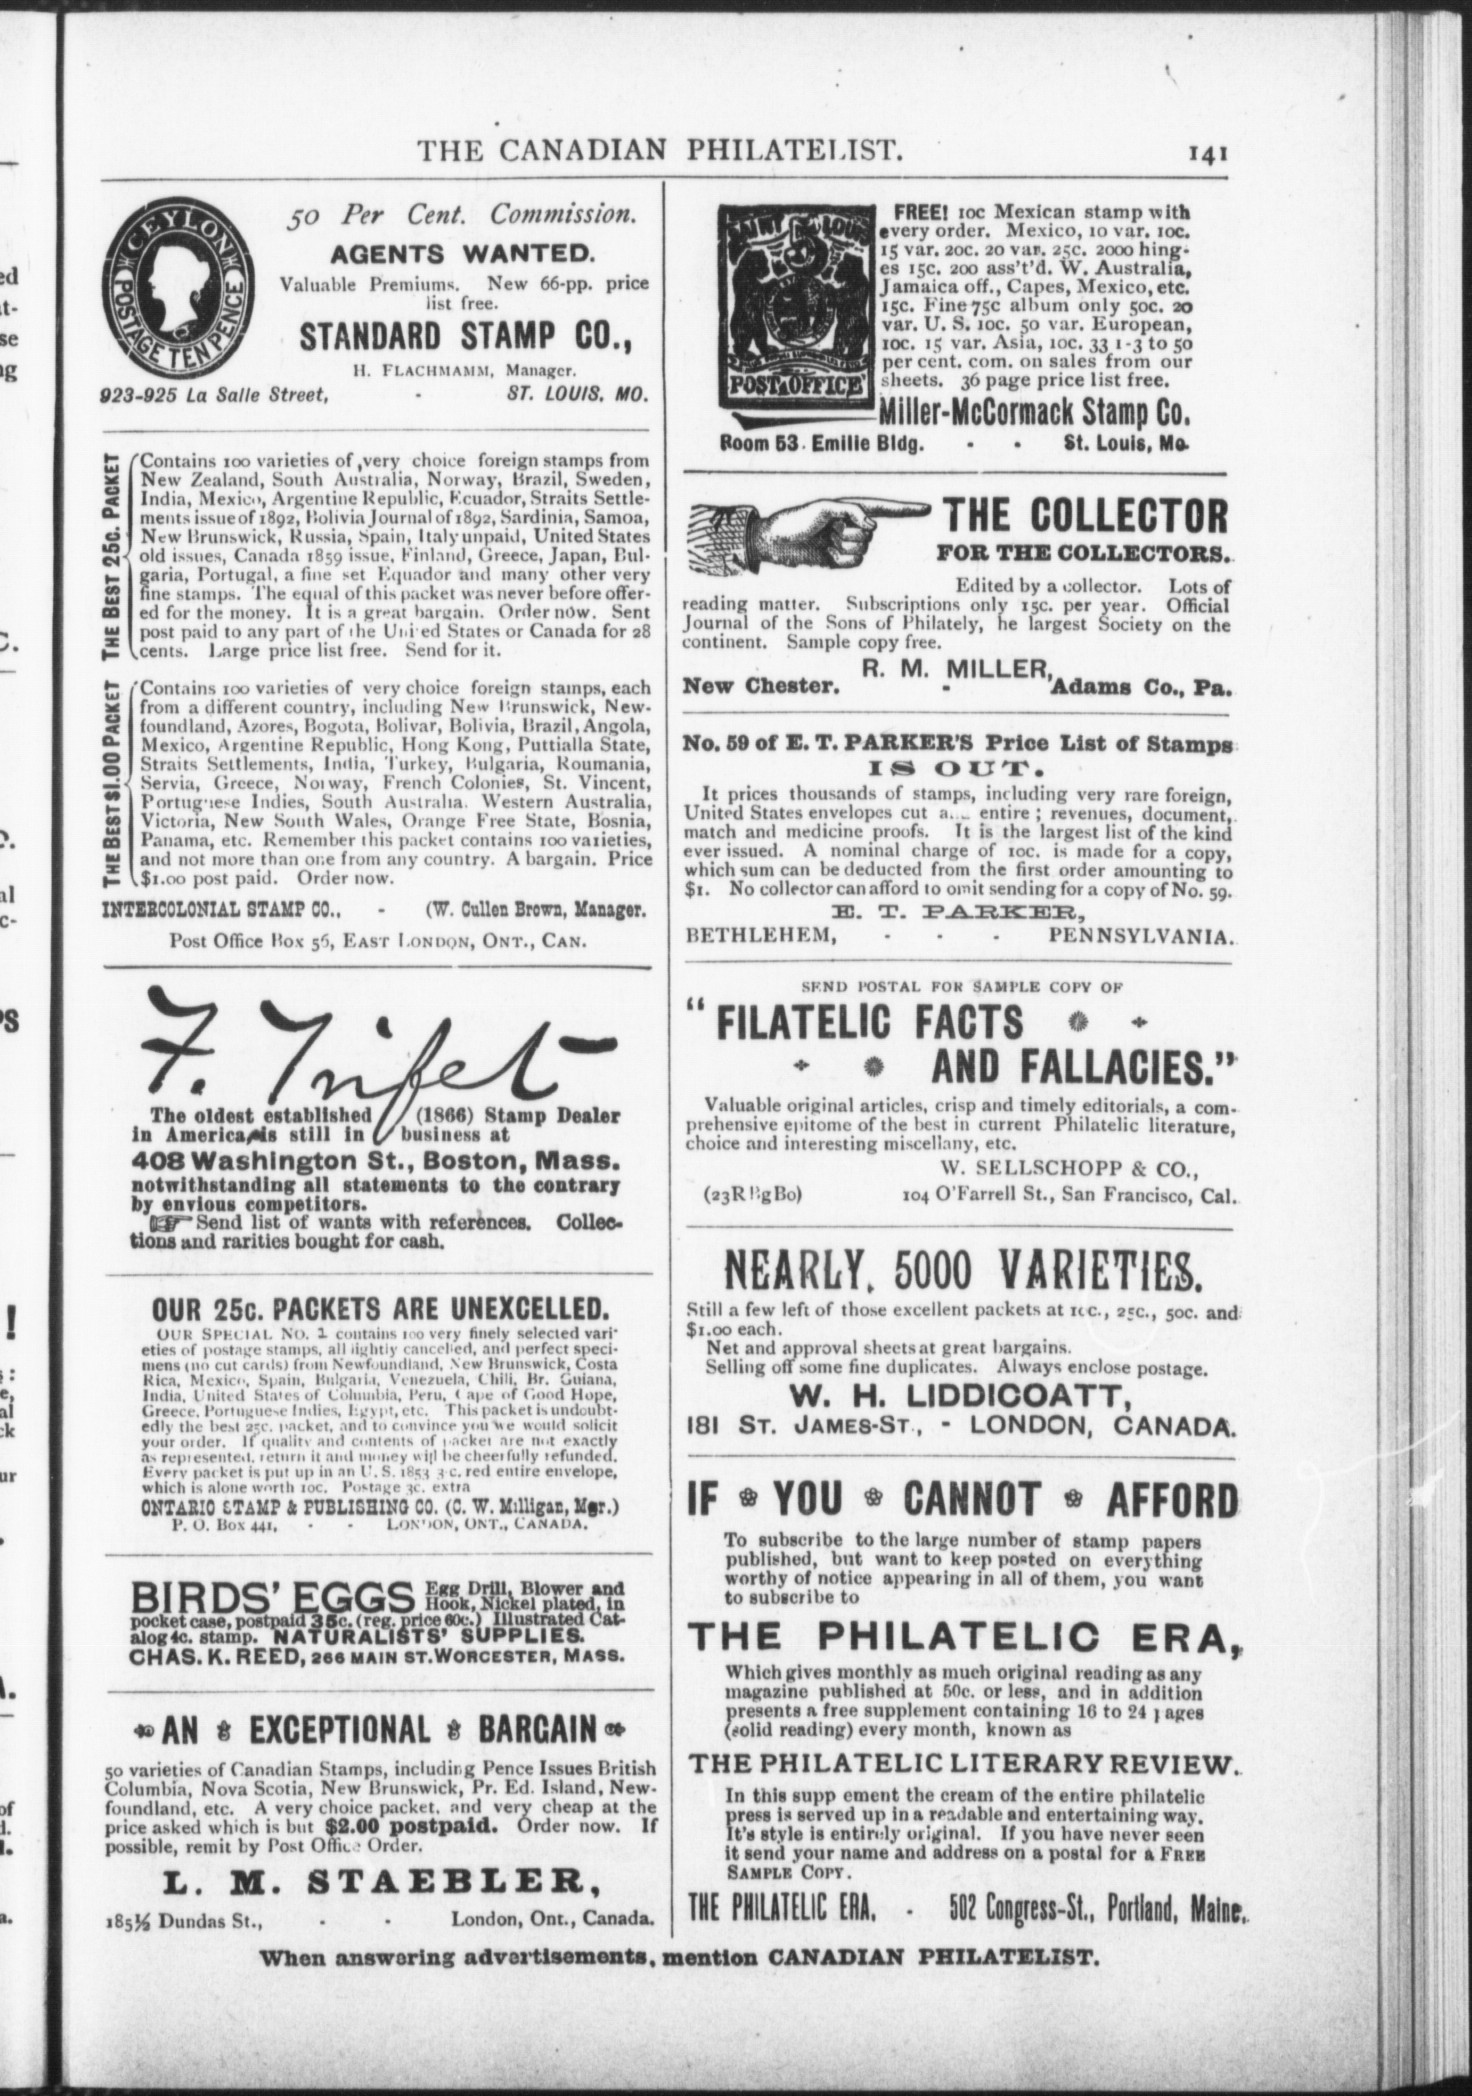 THE CANADIAN PHILATELIST. 141
CEYLON
POSTAGE TEN PENCE
50 Per Cent. Commission.
AGENTS WANTED.
Valuable Premiums. New 66-pp. price
list free.
STANDARD STAMP CO.,
H. FLACHMAMM, Manager.
923-925 La Salle Street, - ST. LOUIS. MO.
THE BEST 25c. PACKET
Contains 100 varieties of very choice foreign stamps from
New Zealand, South Australia, Norway, Brazil, Sweden,
India, Mexico, Argentine Republic, Ecuador, Straits Settle-
ments issue of 1892, Bolivia Journal of 1892, Sardinia, Samoa,
New Brunswick, Russia, Spain, Italy unpaid, United States
old issues, Canada 1859 issue, Finland, Greece, Japan, Bul-
garia, Portugal, a fine set Equador and many other very
fine stamps. The equal of this packet was never before offer-
ed for the money. It is a great bargain. Order now. Sent
post paid to any part of the United States or Canada for 28
cents. Large price list free. Send for it.
THE BEST $1.00 PACKET
Contains 100 varieties of very choice foreign stamps, each
from a different country, including New Brunswick, New-
foundland, Azores, Bogota, Bolivar, Bolivia, Brazil, Angola,
Mexico, Argentine Republic, Hong Kong, Puttialla State,
Straits Settlements, India, Turkey, Bulgaria, Roumania,
Servia, Greece, Norway, French Colonies, St. Vincent,
Portuguese Indies, South Australia. Western Australia,
Victoria, New South Wales, Orange Free State, Bosnia,
Panama, etc. Remember this packet contains 100 varieties,
and not more than one from any country. A bargain. Price
$1.00 post paid. Order now.
INTERCOLONIAL STAMP CO., - (W. Cullen Brown, Manager.
Post Office Box 56, EAST LONDON, ONT., CAN.
F. Trifet
The oldest established (1866) Stamp Dealer
in America is still in business at
408 Washington St., Boston, Mass.
notwithstanding all statements to the contrary
by envious competitors.
Send list of wants with references. Collec-
tions and rarities bought for cash.
OUR 25c. PACKETS ARE UNEXCELLED.
OUR SPECIAL NO. 1 contains 100 very finely selected vari-
eties of postage stamps, all lightly cancelled, and perfect speci-
mens (no cut cards) from Newfoundland, New Brunswick, Costa
Rica, Mexico, Spain, Bulgaria, Venezuela, Chili, Br. Guiana,
India, United States of Columbia, Peru, Cape of Good Hope,
Greece, Portuguese Indies, Egypt, etc. This packet is undoubt-
edly the best 25c. packet, and to convince you we would solicit
your order. If quality and contents of packet are not exactly
as represented, return it and money will be cheerfully refunded.
Every packet is put up in an U. S. 1853 3 c. red entire envelope,
which is alone worth 10c. Postage 3c. extra
ONTARIO STAMP & PUBLISHING CO. (C. W. Milligan, Mgr.)
P. O. Box 441, - - LONDON, ONT., CANADA.
BIRDS' EGGS Egg Drill, Blower and
Hook, Nickel plated, in
pocket case, postpaid 35c. (reg. price 60c.) Illustrated Cat-
alog 4c. stamp. NATURALISTS' SUPPLIES.
CHAS. K. REED, 266 MAIN ST. WORCESTER, MASS.
AN EXCEPTIONAL BARGAIN
50 varieties of Canadian Stamps, including Pence Issues British
Columbia, Nova Scotia, New Brunswick, Pr. Ed. Island, New-
foundland, etc. A very choice packet. and very cheap at the
price asked which is but $2.00 postpaid. Order now. If
possible, remit by Post Office Order.
L. M. STAEBLER,
185½ Dundas St., - - London, Ont., Canada.
SAINT LOUIS
5
POST OFFICE
FREE! 10c Mexican stamp with
every order. Mexico, 10 var. 10c.
15 var. 20c. 20 var. 25c. 2000 hing-
es 15c. 200 ass't'd. W. Australia,
Jamaica off., Capes, Mexico, etc.
15c. Fine 75c album only 50c. 20
var. U. S. 10c. 50 var. European,
10c. 15 var. Asia, 10c. 33 1-3 to 50
per cent. com. on sales from our
sheets. 36 page price list free.
Miller-McCormack Stamp Co.
Room 53. Emilie Bldg. - - St. Louis, Mo.
THE COLLECTOR
FOR THE COLLECTORS.
Edited by a collector. Lots of
reading matter. Subscriptions only 15c. per year. Official
Journal of the Sons of Philately, he largest Society on the
continent. Sample copy free.
R. M. MILLER,
New Chester. - Adams Co., Pa.
No. 59 of E. T. PARKER'S Price List of Stamps
IS OUT.
It prices thousands of stamps, including very rare foreign,
United States envelopes cut entire; revenues, document,
match and medicine proofs. It is the largest list of the kind
ever issued. A nominal charge of 10c. is made for a copy,
which sum can be deducted from the first order amounting to
$1. No collector can afford to omit sending for a copy of No. 59.
E. T. PARKER,
BETHLEHEM, - - - PENNSYLVANIA.
SEND POSTAL FOR SAMPLE COPY OF
"FILATELIC FACTS
AND FALLACIES."
Valuable original articles, crisp and timely editorials, a com-
prehensive epitome of the best in current Philatelic literature,
choice and interesting miscellany, etc.
W. SELLSCHOPP & CO.,
(23RBgBo) 104 O'Farrell St., San Francisco, Cal.
NEARLY, 5000 VARIETIES.
Still a few left of those excellent packets at 10c., 25c., 50c. and
$1.00 each.
Net and approval sheets at great bargains.
Selling off some fine duplicates. Always enclose postage.
W. H. LIDDICOATT,
181 ST. JAMES-ST., - LONDON, CANADA.
IF YOU CANNOT AFFORD
To subscribe to the large number of stamp papers
published, but want to keep posted on everything
worthy of notice appearing in all of them, you want
to subscribe to
THE PHILATELIC ERA,
Which gives monthly as much original reading as any
magazine published at 50c. or less, and in addition
presents a free supplement containing 16 to 24 pages
(solid reading) every month, known as
THE PHILATELIC LITERARY REVIEW.
In this supp ement the cream of the entire philatelic
press is served up in a readable and entertaining way.
It's style is entirely original. If you have never seen
it send your name and address on a postal for a FREE
SAMPLE COPY.
THE PHILATELIC ERA. - 502 Congress-St., Portland, Maine.
When answering advertisements, mention CANADIAN PHILATELIST.